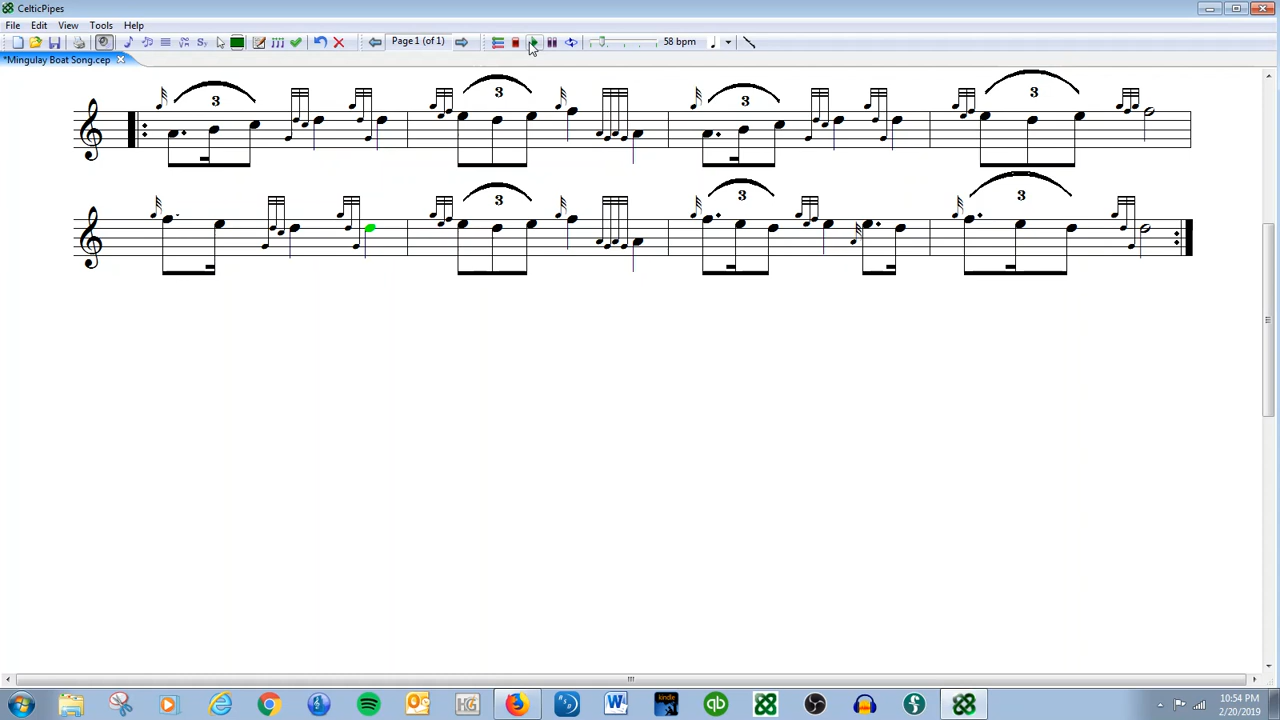 CelticPipes
File Edit View Tools Help
Page 1 (of 1) 58 bpm
*Mingulay Boat Song.cep
3 3 3 3
3 3 3
10:54 PM
2/20/2019